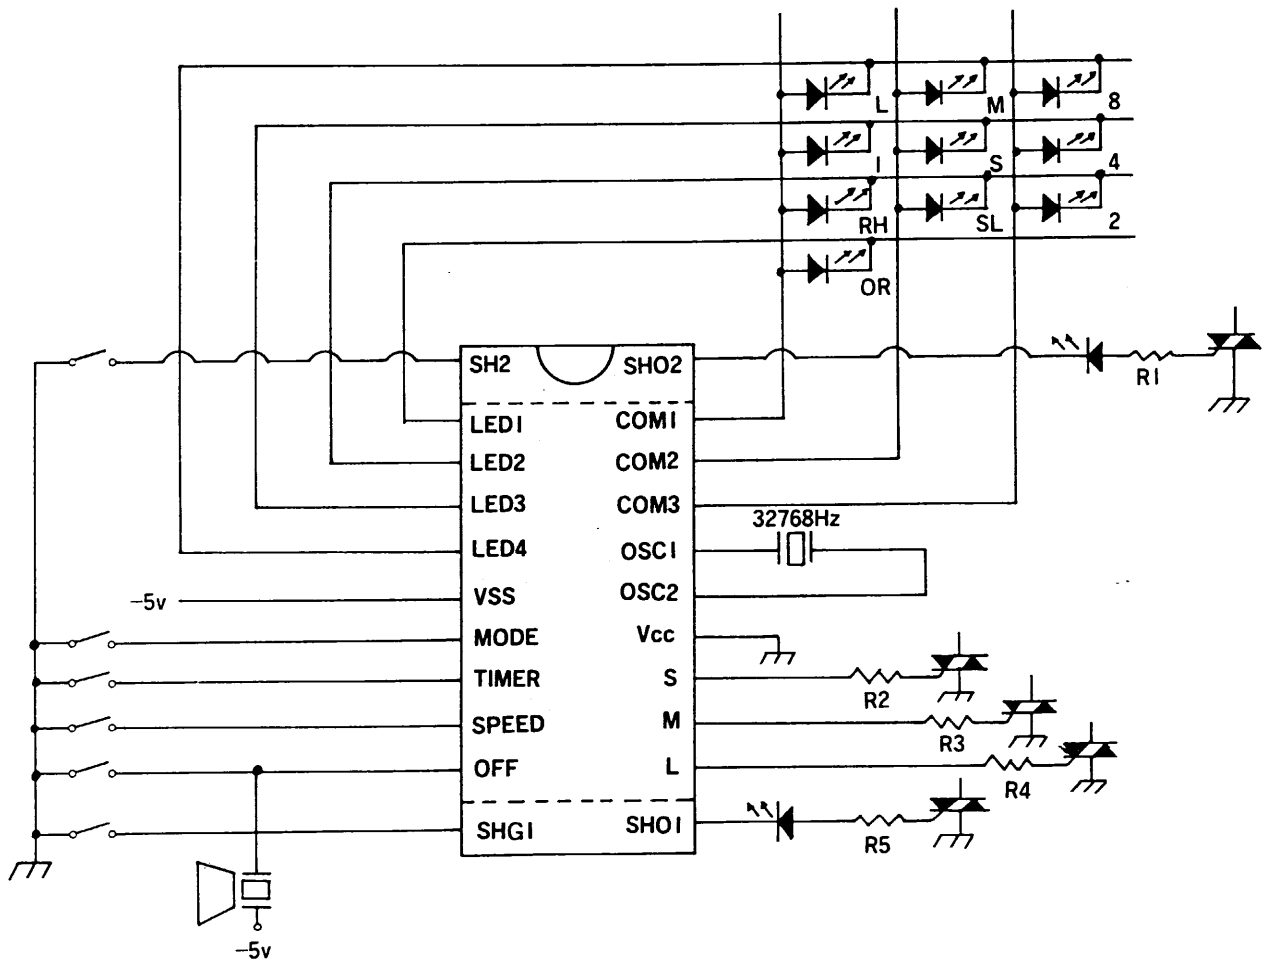 L M 8
I S 4
RH SL 2
OR
SH2 SHO2
R1
LED1 COM1
LED2 COM2
LED3 COM3
32768Hz
LED4 OSC1
-5v VSS OSC2
MODE Vcc
TIMER S
R2
SPEED M
R3
OFF L
R4
SHG1 SHO1
R5
-5v